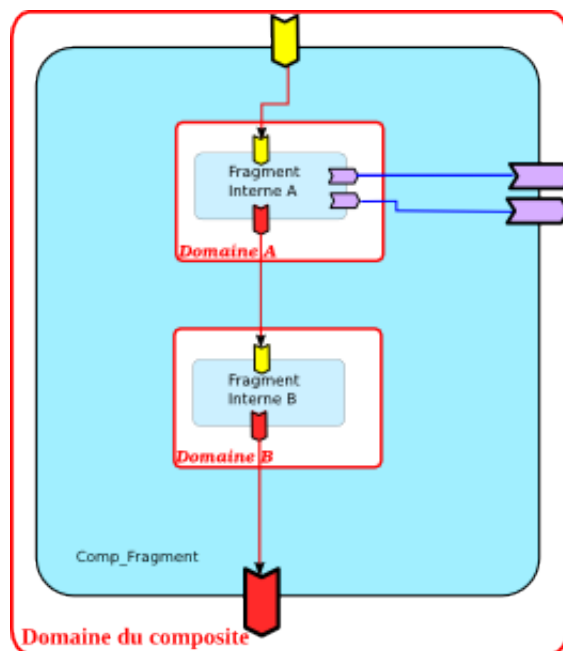 Fragment
Interne A
Domaine A
Fragment
Interne B
Domaine B
Comp_Fragment
Domaine du composite